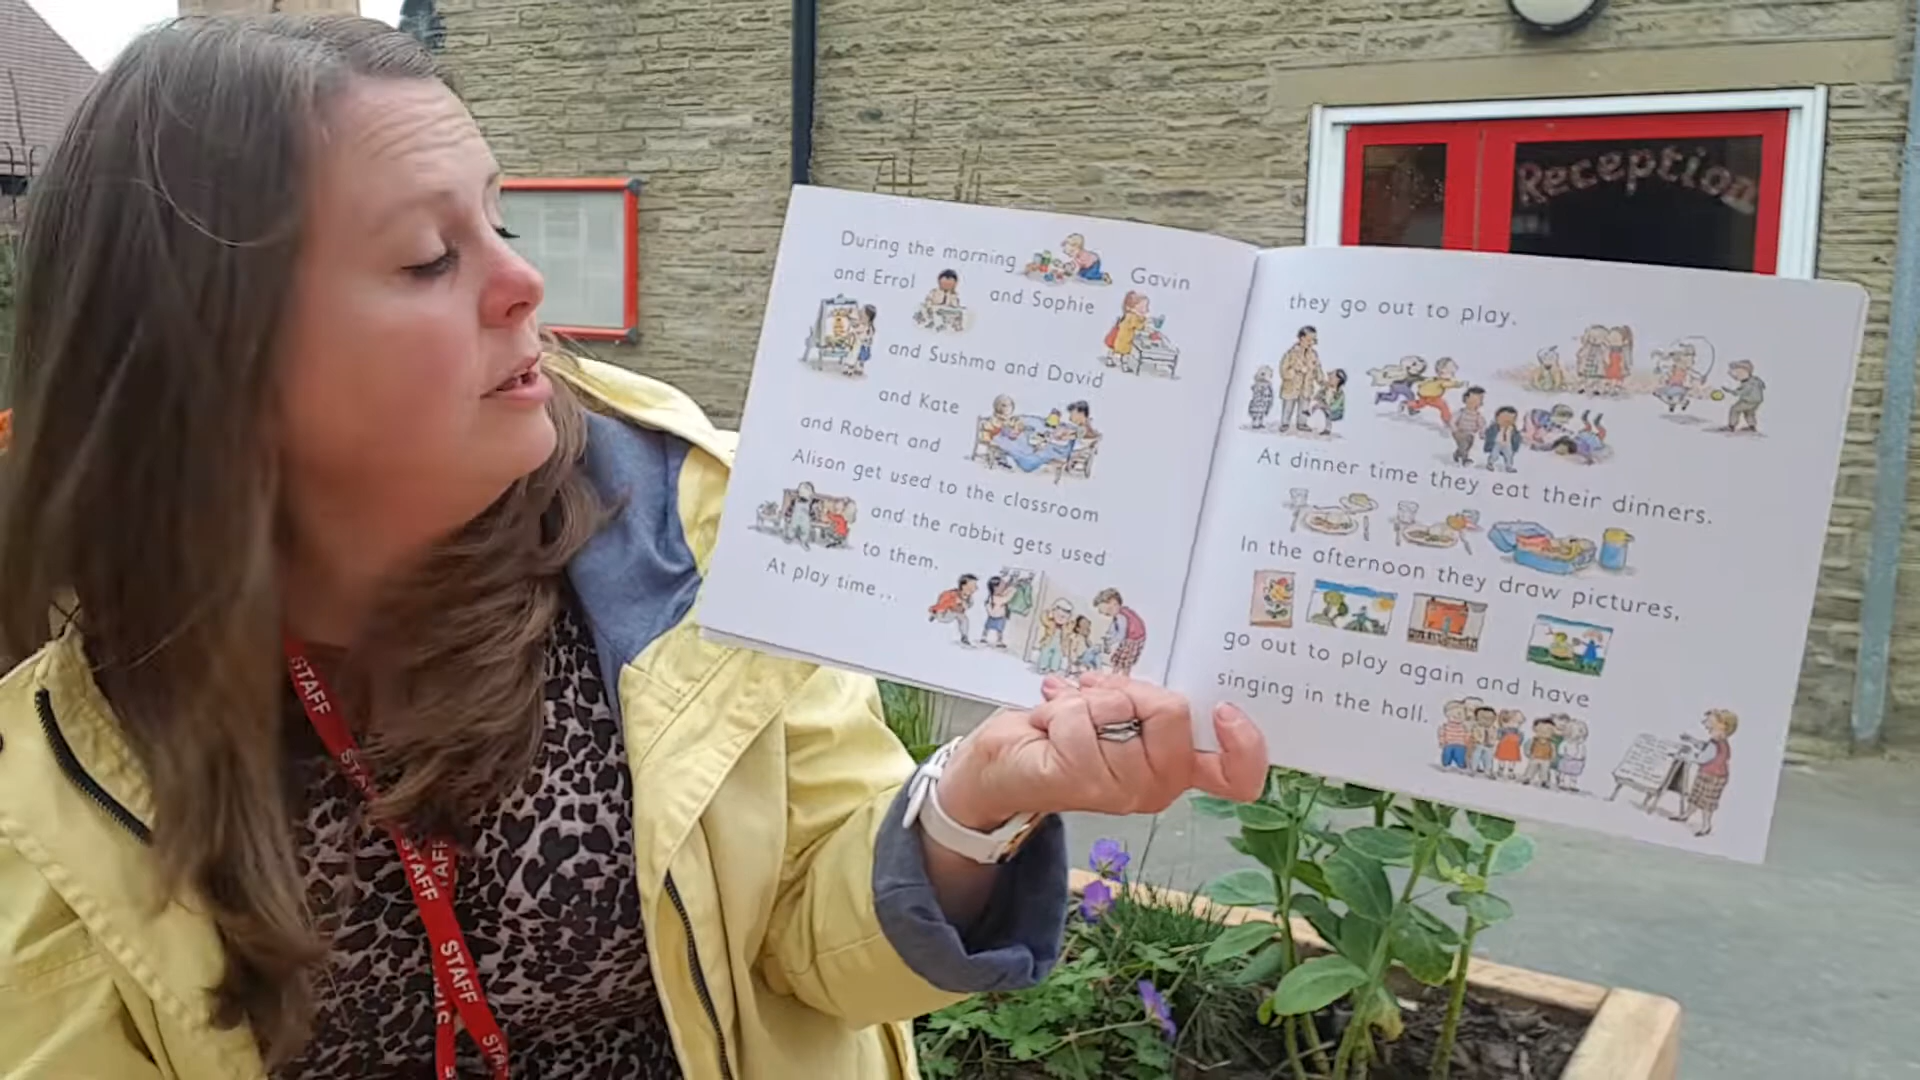 During the morning Gavin
and Errol and Sophie
and Sushma and David
and Kate
and Robert and
Alison get used to the classroom
and the rabbit gets used
to them.
At play time...
they go out to play.
At dinner time they eat their dinners.
In the afternoon they draw pictures,
go out to play again and have
singing in the hall.
Reception
STAFF
STAFF
STAFF
STAFF
STAFF